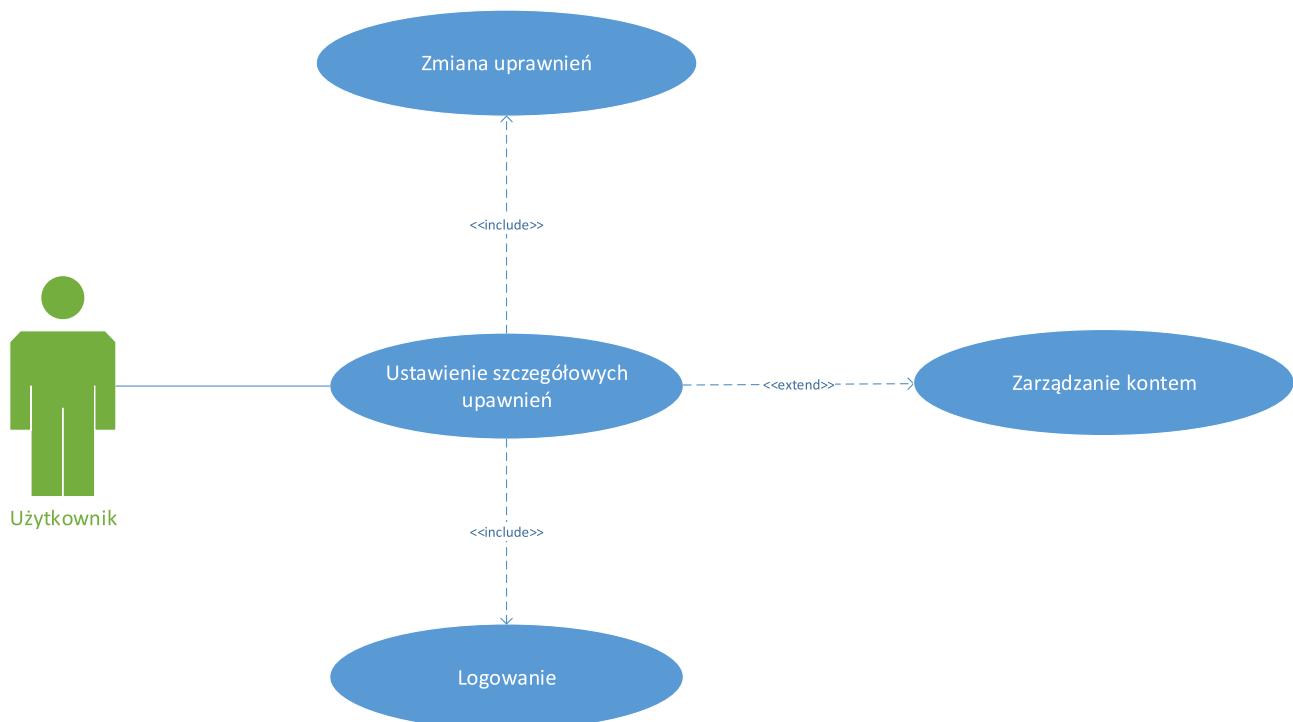 Zmiana uprawnień
<<include>>
Ustawienie szczegółowych
upawnień
<<extend>>
Zarządzanie kontem
Użytkownik
<<include>>
Logowanie